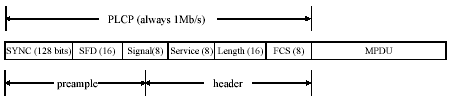 PLCP (always 1Mb/s)
SYNC (128 bits) SFD (16) Signal(8) Service (8) Length (16) FCS (8) MPDU
preample header